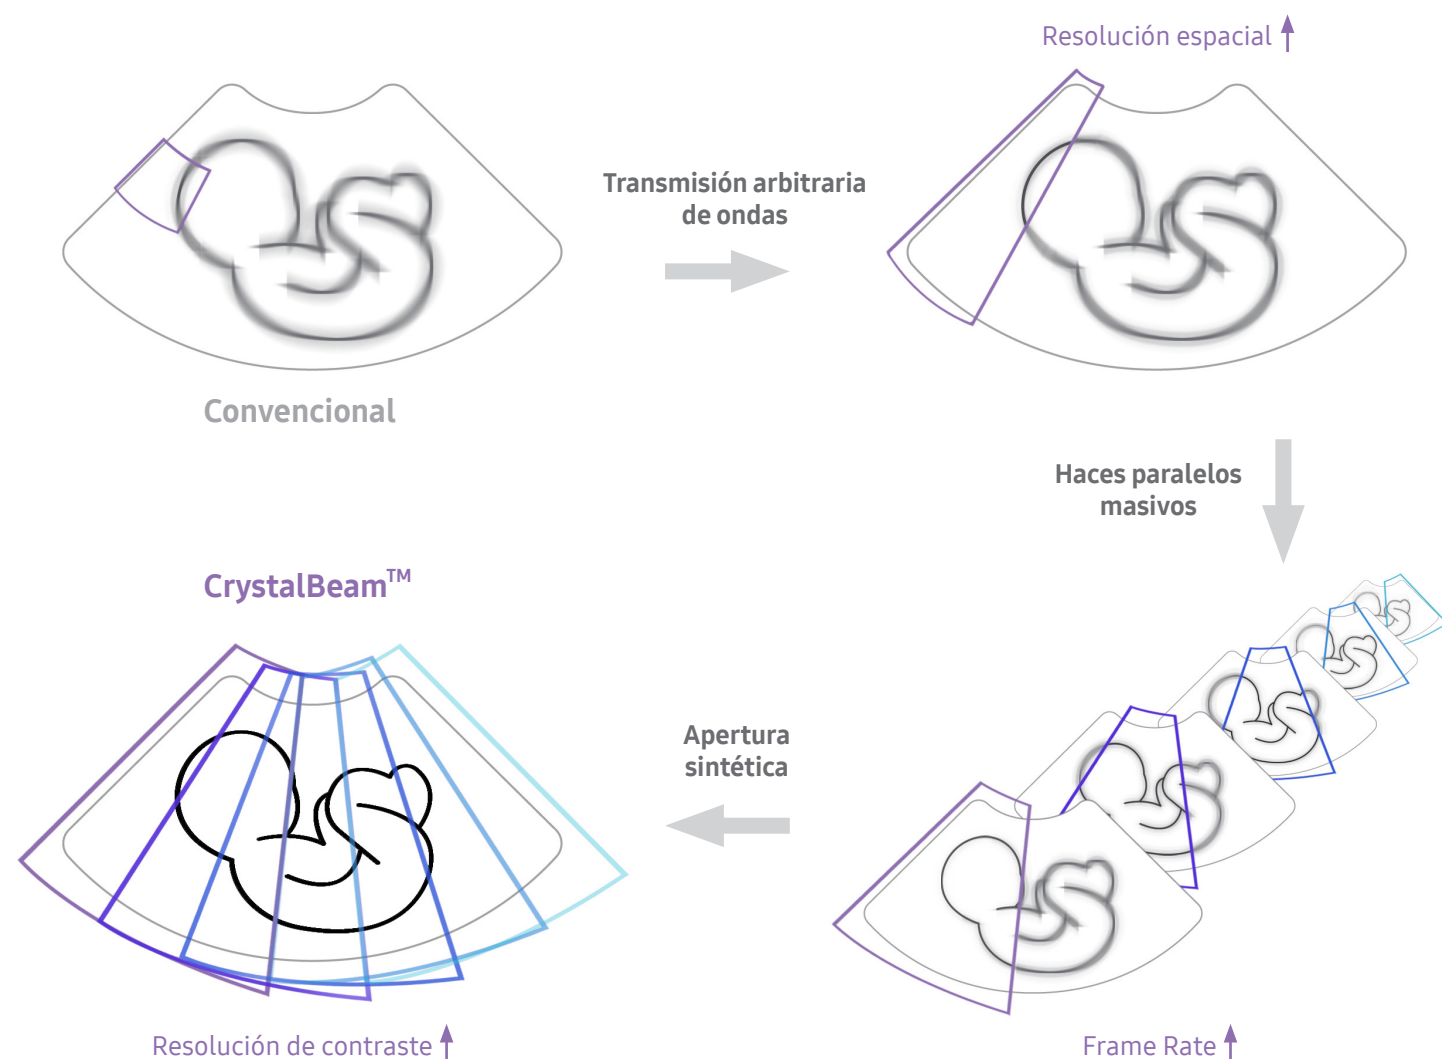 Resolución espacial
Transmisión arbitraria
de ondas
Convencional
Haces paralelos
masivos
CrystalBeam™
Apertura
sintética
Resolución de contraste
Frame Rate